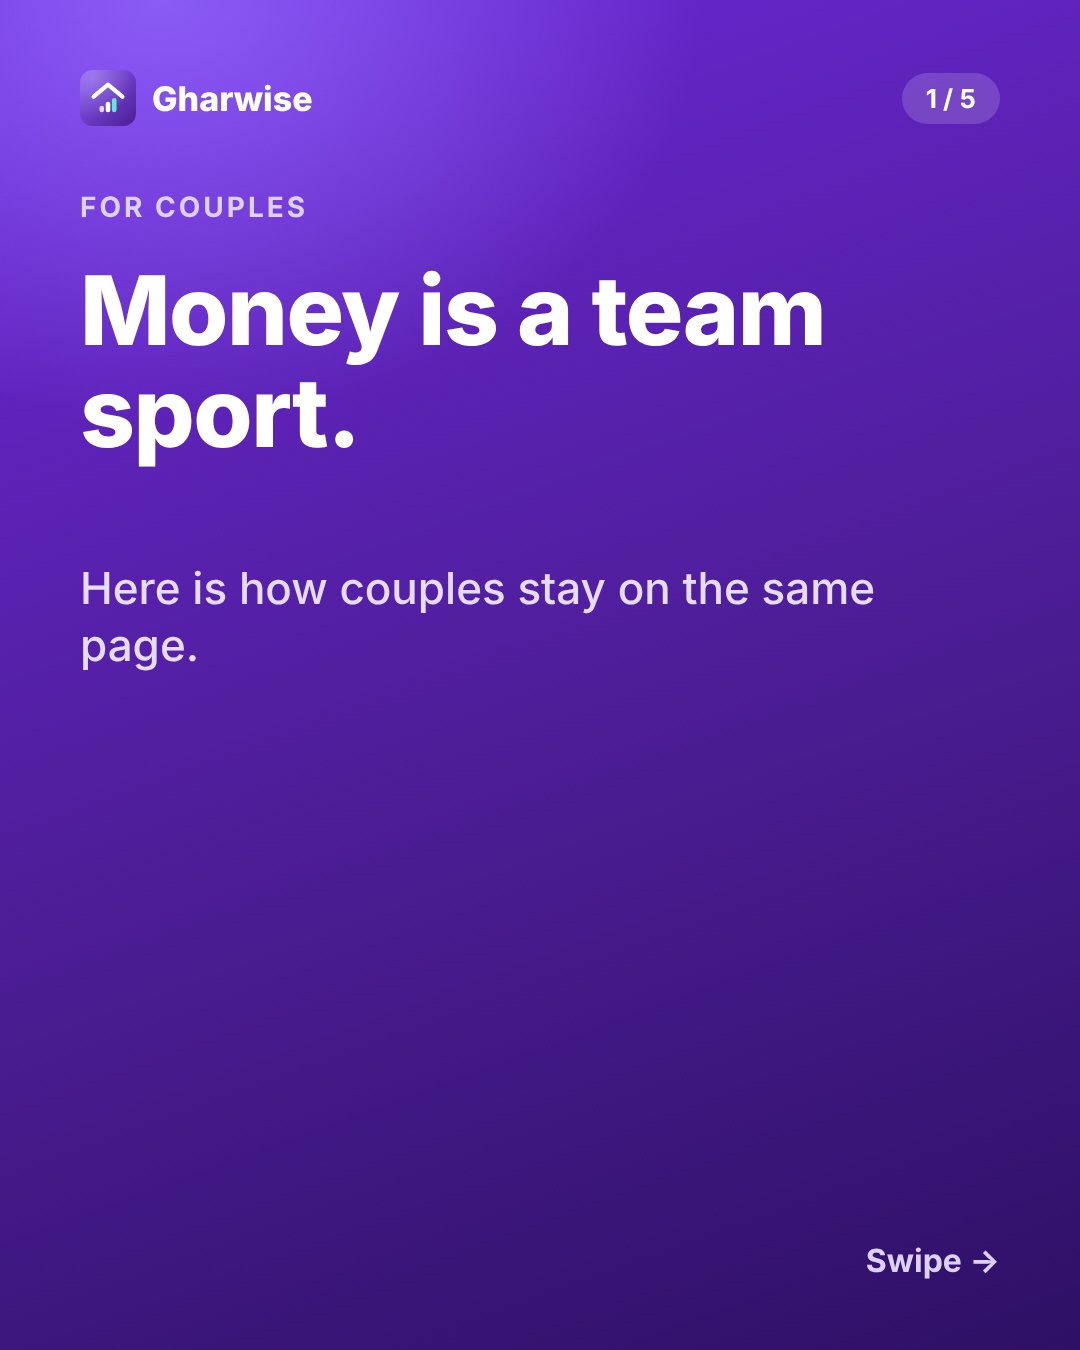 Gharwise
1 / 5
FOR COUPLES
Money is a team
sport.
Here is how couples stay on the same
page.
Swipe →